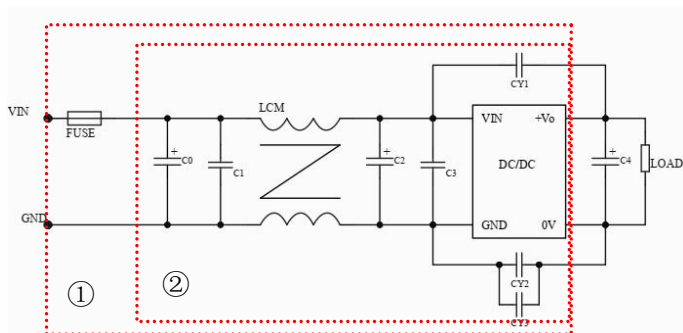 CY1
VIN
FUSE
LCM
VIN
+Vo
+
C0
C1
+
C2
C3
DC/DC
+
C4
LOAD
GND
GND
0V
①
②
CY2
CY3